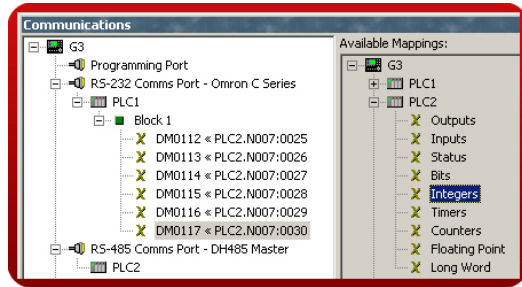 Communications
G3
Programming Port
RS-232 Comms Port - Omron C Series
PLC1
Block 1
DM0112 « PLC2.N007:0025
DM0113 « PLC2.N007:0026
DM0114 « PLC2.N007:0027
DM0115 « PLC2.N007:0028
DM0116 « PLC2.N007:0029
DM0117 « PLC2.N007:0030
RS-485 Comms Port - DH485 Master
PLC2
Available Mappings:
G3
PLC1
PLC2
Outputs
Inputs
Status
Bits
Integers
Timers
Counters
Floating Point
Long Word